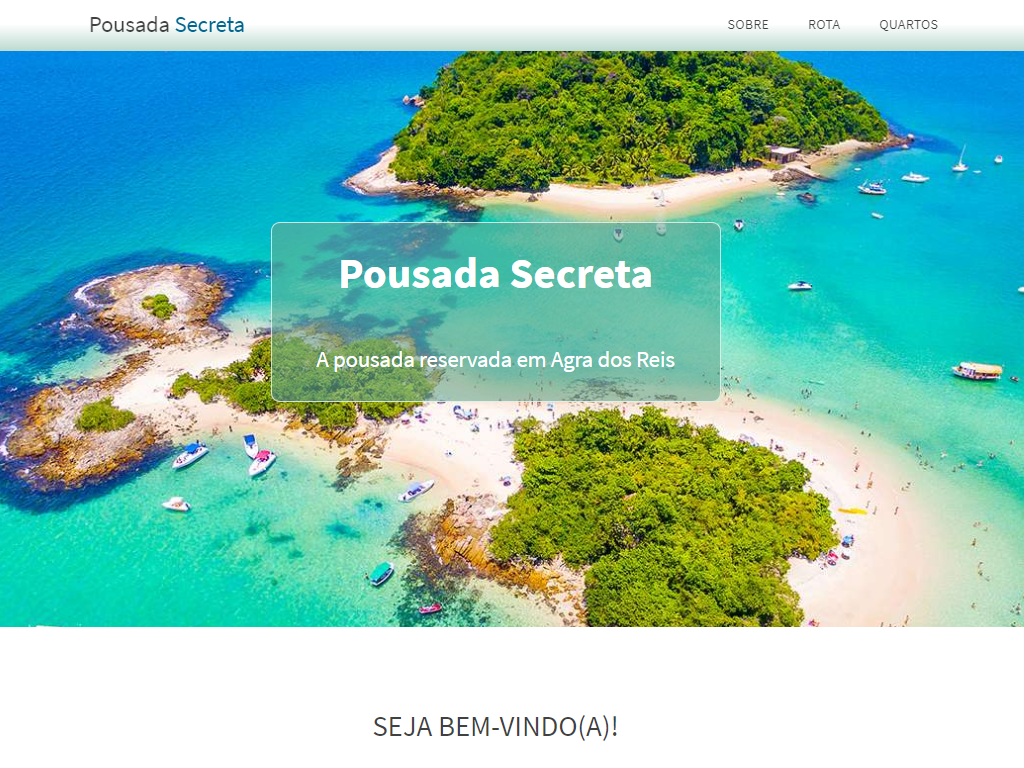 Pousada Secreta
SOBRE ROTA QUARTOS
Pousada Secreta
A pousada reservada em Agra dos Reis
SEJA BEM-VINDO(A)!